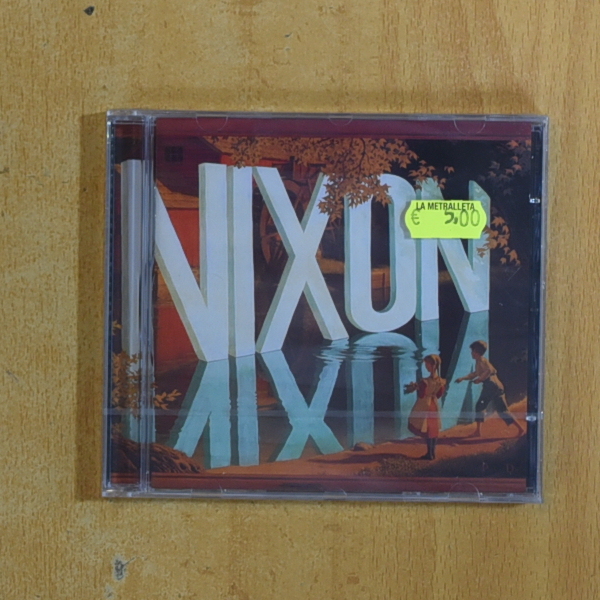 NIXON
LA METRALLETA
€ 5,00